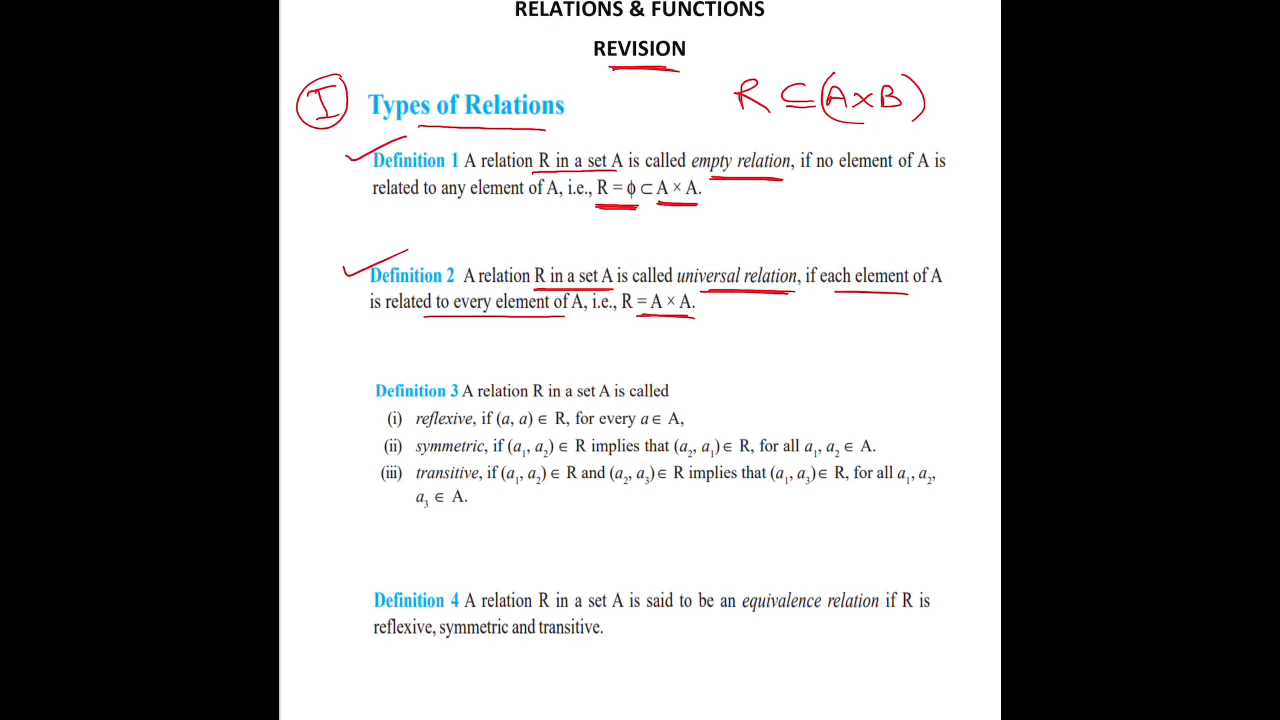 RELATIONS & FUNCTIONS
REVISION
I Types of Relations R ⊆ (A×B)
Definition 1 A relation R in a set A is called empty relation, if no element of A is
related to any element of A, i.e., R = ϕ ⊂ A × A.
Definition 2 A relation R in a set A is called universal relation, if each element of A
is related to every element of A, i.e., R = A × A.
Definition 3 A relation R in a set A is called
(i) reflexive, if (a, a) ∈ R, for every a ∈ A,
(ii) symmetric, if (a₁, a₂) ∈ R implies that (a₂, a₁) ∈ R, for all a₁, a₂ ∈ A.
(iii) transitive, if (a₁, a₂) ∈ R and (a₂, a₃) ∈ R implies that (a₁, a₃) ∈ R, for all a₁, a₂,
a₃ ∈ A.
Definition 4 A relation R in a set A is said to be an equivalence relation if R is
reflexive, symmetric and transitive.